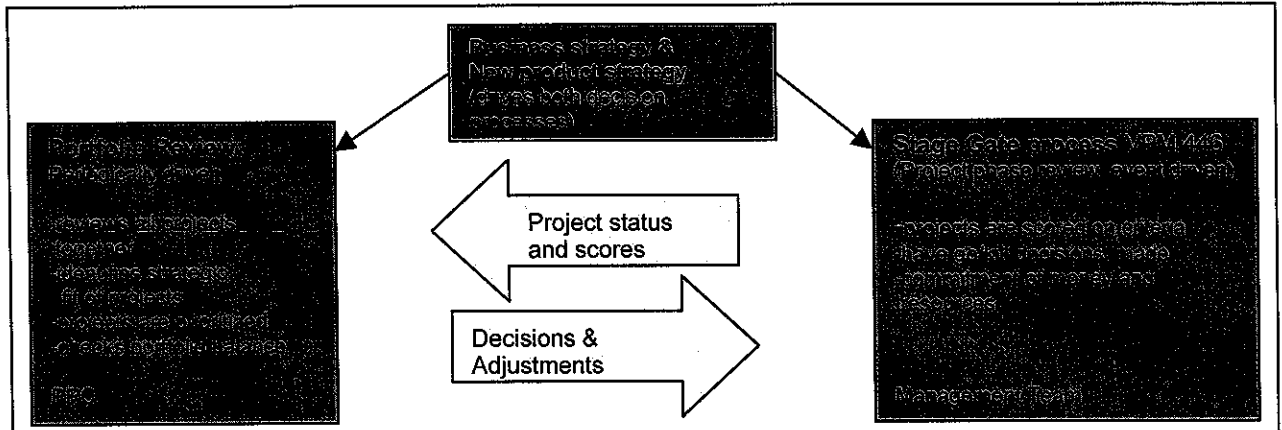 Business strategy &
New product strategy
(drives both decision
processes)
Portfolio Review
Periodically driven
-reviews all projects
together
-identifies strategic
fit of projects
-projects are prioritized
-checks portfolio balance
Project status
and scores
Decisions &
Adjustments
Stage Gate process
(Project phase review, event driven)
-projects are scored on criteria
-have go/kill decisions made
-commitment of money and
resources
Management Team